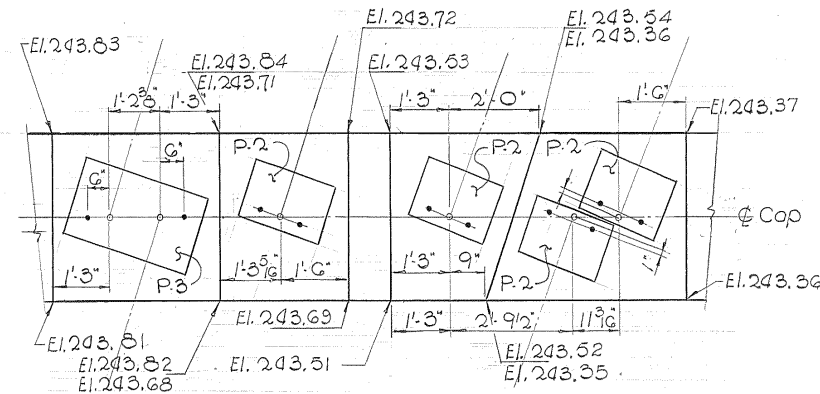 El. 243.83
El. 243.84
El. 243.71
El. 243.72
El. 243.53
El. 243.54
El. 243.36
El. 243.37
1'-2⅜"
1'-3"
1'-3"
2'-0"
1'-6"
6"
6"
P.2
P.2
P.2
℄ Cap
1'-3"
P.3
1'-3 5/16"
1'-6"
1'-3"
9"
P.2
1"
El. 243.36
El. 243.69
1'-3"
2'-9½"
11 3/16"
El. 243.81
El. 243.82
El. 243.68
El. 243.51
El. 243.52
El. 243.35